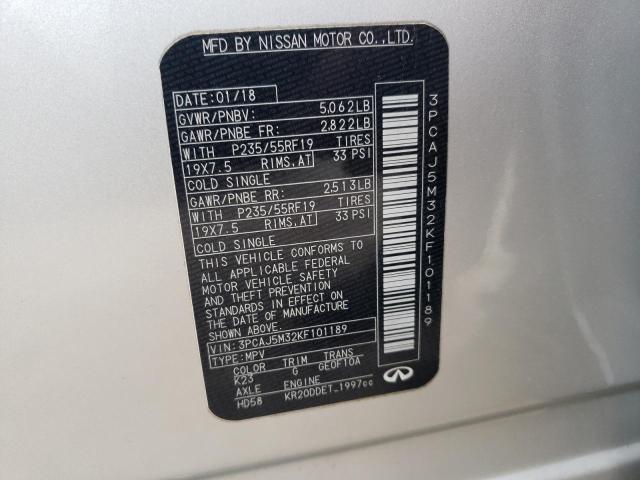 MFD BY NISSAN MOTOR CO.,LTD.
DATE: 01/18
GVWR/PNBV: 5.062LB
GAWR/PNBE FR: 2.822LB
WITH P235/55RF19 TIRES
19X7.5 RIMS.AT 33 PSI
COLD SINGLE
GAWR/PNBE RR: 2.513LB
WITH P235/55RF19 TIRES
19X7.5 RIMS.AT 33 PSI
COLD SINGLE
THIS VEHICLE CONFORMS TO
ALL APPLICABLE FEDERAL
MOTOR VEHICLE SAFETY
AND THEFT PREVENTION
STANDARDS IN EFFECT ON
THE DATE OF MANUFACTURE
SHOWN ABOVE.
VIN: 3PCAJ5M32KF101189
TYPE: MPV
COLOR TRIM TRANS
K23 G GE0F10A
AXLE ENGINE
HD58 KR20DDET 1997cc
3PCAJ5M32KF101189